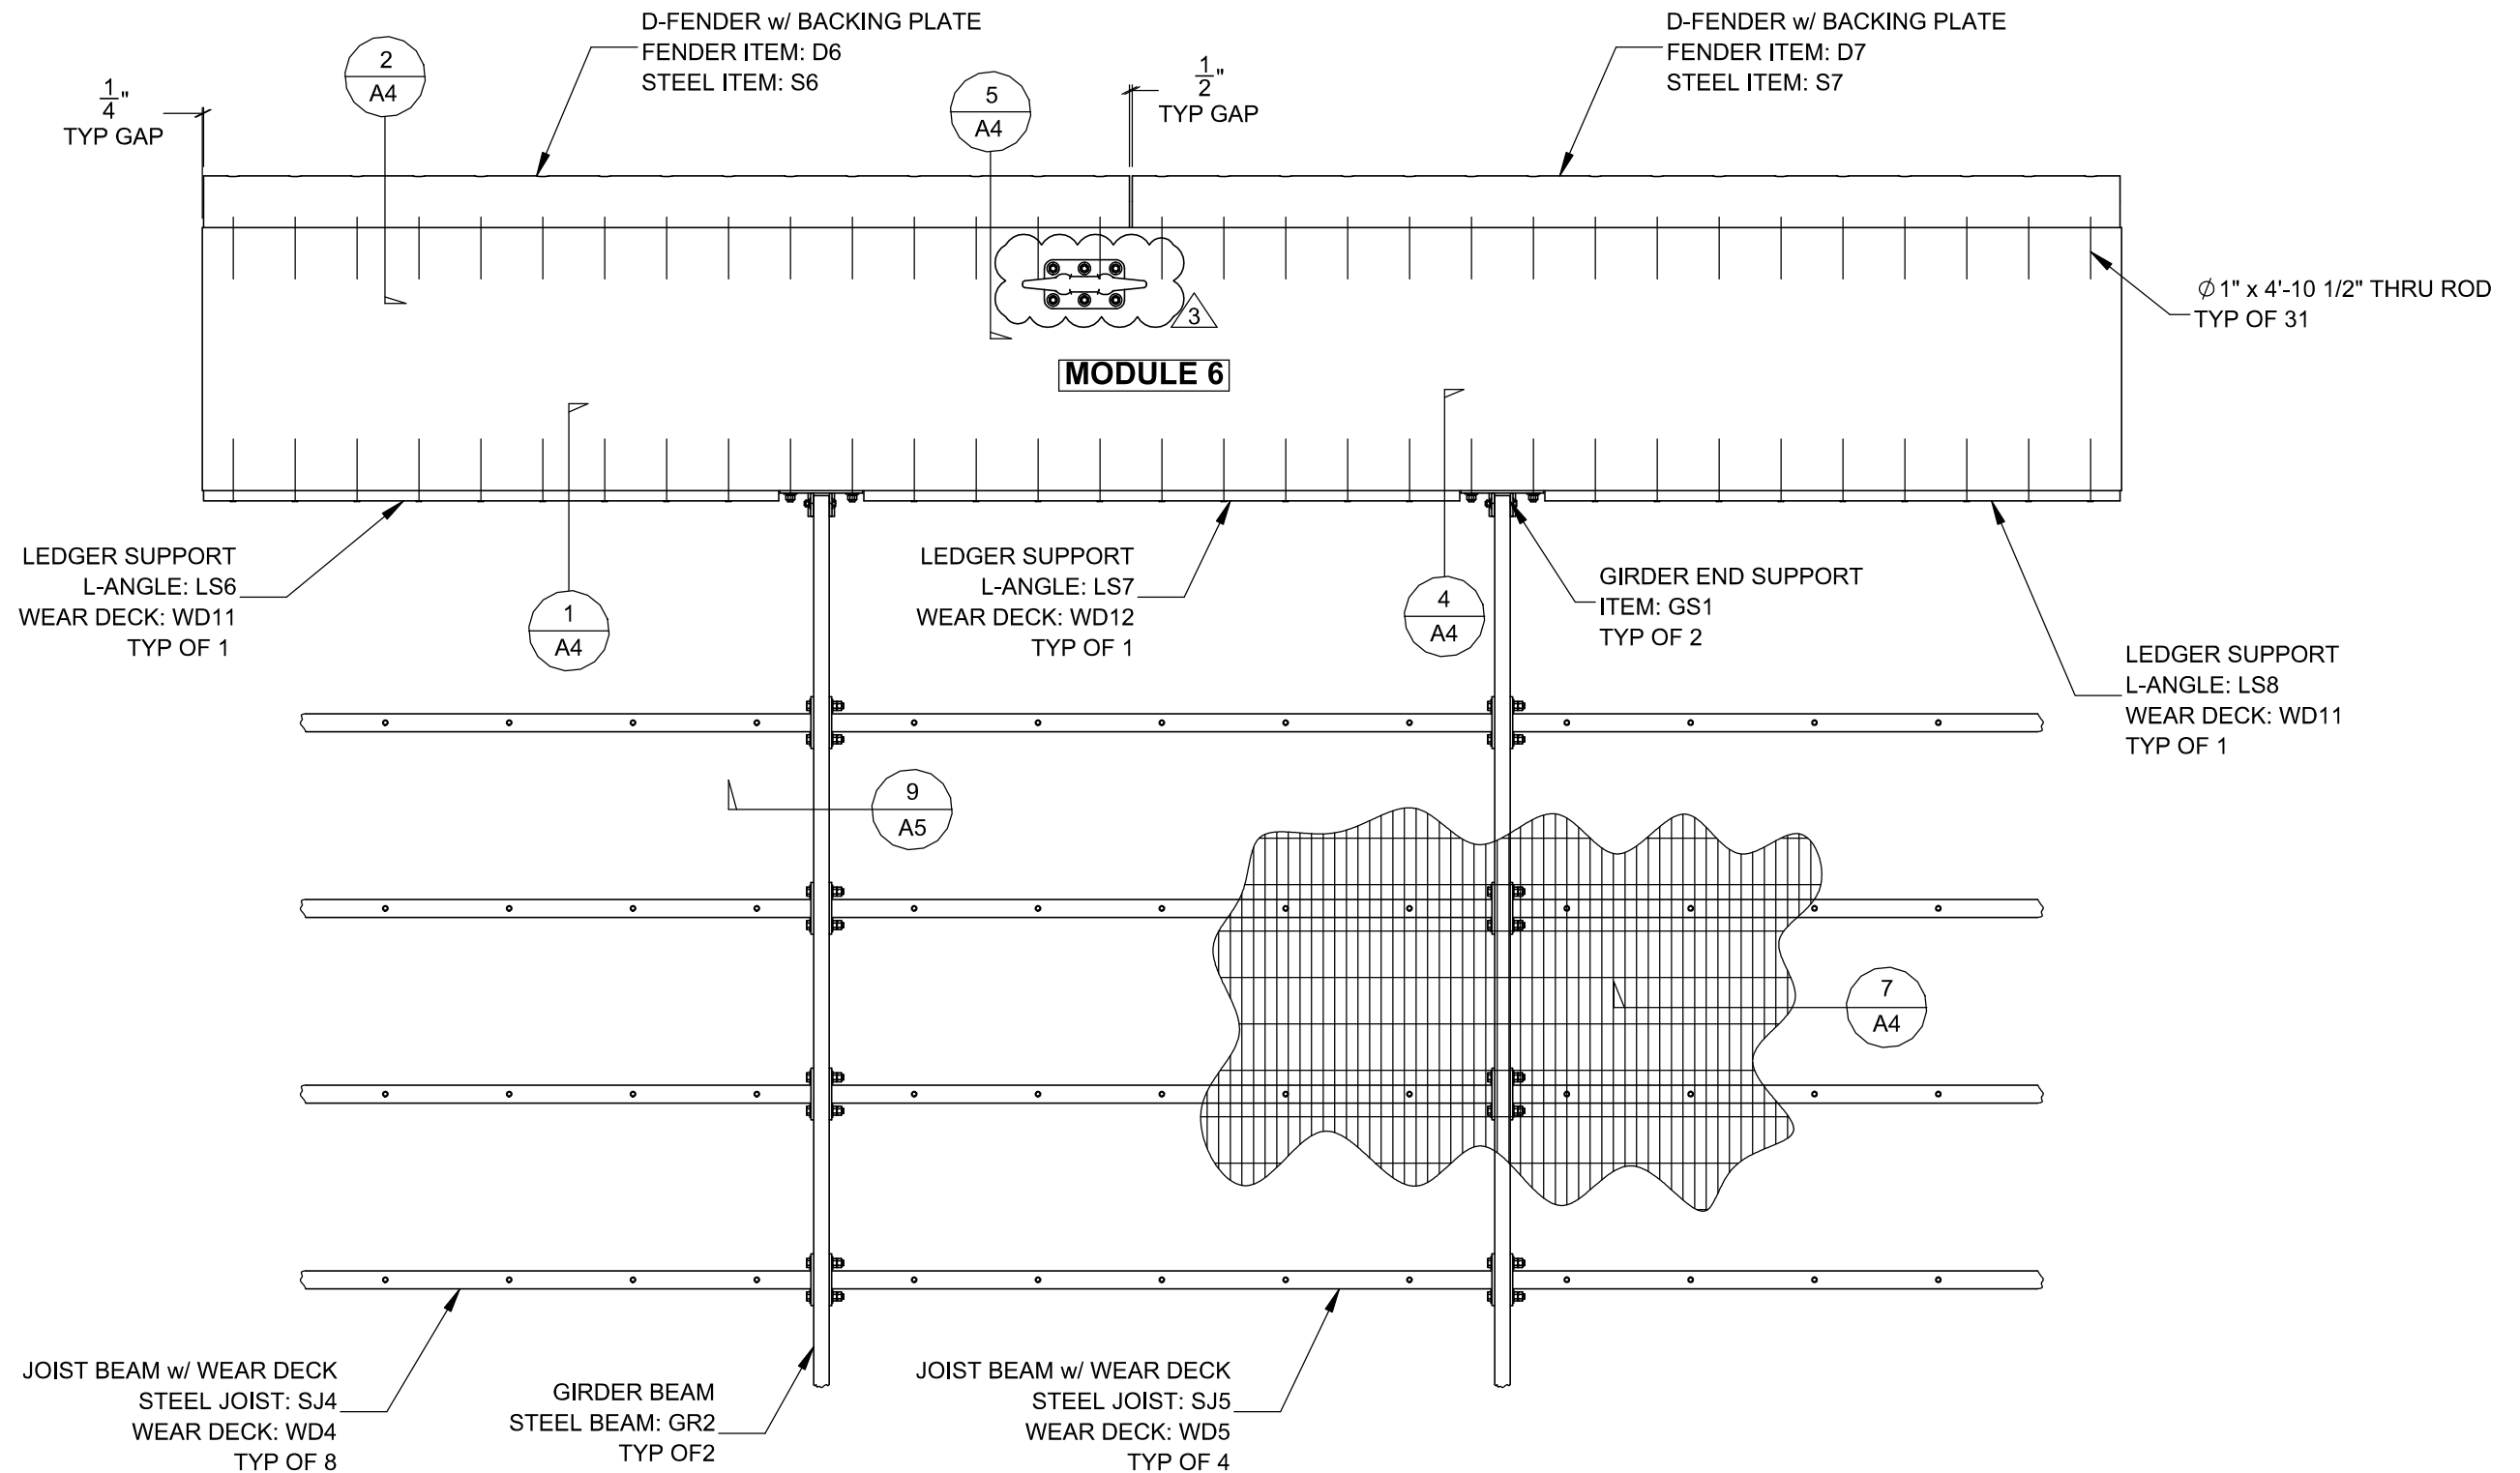 D-FENDER w/ BACKING PLATE
FENDER ITEM: D6
STEEL ITEM: S6
D-FENDER w/ BACKING PLATE
FENDER ITEM: D7
STEEL ITEM: S7
2
A4
5
A4
1/4"
TYP GAP
1/2"
TYP GAP
Ø1" x 4'-10 1/2" THRU ROD
TYP OF 31
3
MODULE 6
LEDGER SUPPORT
L-ANGLE: LS6
WEAR DECK: WD11
TYP OF 1
1
A4
LEDGER SUPPORT
L-ANGLE: LS7
WEAR DECK: WD12
TYP OF 1
4
A4
GIRDER END SUPPORT
ITEM: GS1
TYP OF 2
LEDGER SUPPORT
L-ANGLE: LS8
WEAR DECK: WD11
TYP OF 1
9
A5
7
A4
JOIST BEAM w/ WEAR DECK
STEEL JOIST: SJ4
WEAR DECK: WD4
TYP OF 8
GIRDER BEAM
STEEL BEAM: GR2
TYP OF2
JOIST BEAM w/ WEAR DECK
STEEL JOIST: SJ5
WEAR DECK: WD5
TYP OF 4